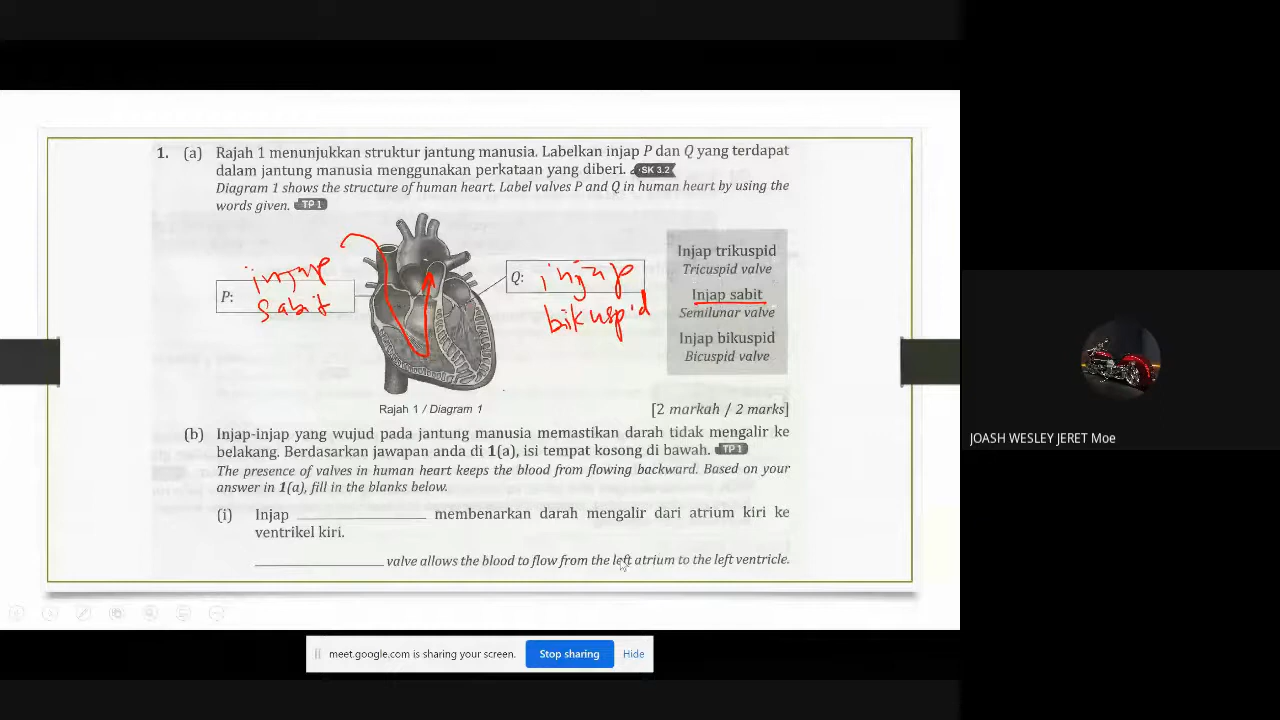 1. (a) Rajah 1 menunjukkan struktur jantung manusia. Labelkan injap P dan Q yang terdapat
dalam jantung manusia menggunakan perkataan yang diberi. SK 3.2
Diagram 1 shows the structure of human heart. Label valves P and Q in human heart by using the
words given. TP 1
P: injap
sabit
Q: injap
bikuspid
Injap trikuspid
Tricuspid valve
Injap sabit
Semilunar valve
Injap bikuspid
Bicuspid valve
Rajah 1 / Diagram 1
[2 markah / 2 marks]
(b) Injap-injap yang wujud pada jantung manusia memastikan darah tidak mengalir ke
belakang. Berdasarkan jawapan anda di 1(a), isi tempat kosong di bawah. TP 1
The presence of valves in human heart keeps the blood from flowing backward. Based on your
answer in 1(a), fill in the blanks below.
(i) Injap ____________ membenarkan darah mengalir dari atrium kiri ke
ventrikel kiri.
____________ valve allows the blood to flow from the left atrium to the left ventricle.
JOASH WESLEY JERET Moe
meet.google.com is sharing your screen.
Stop sharing
Hide